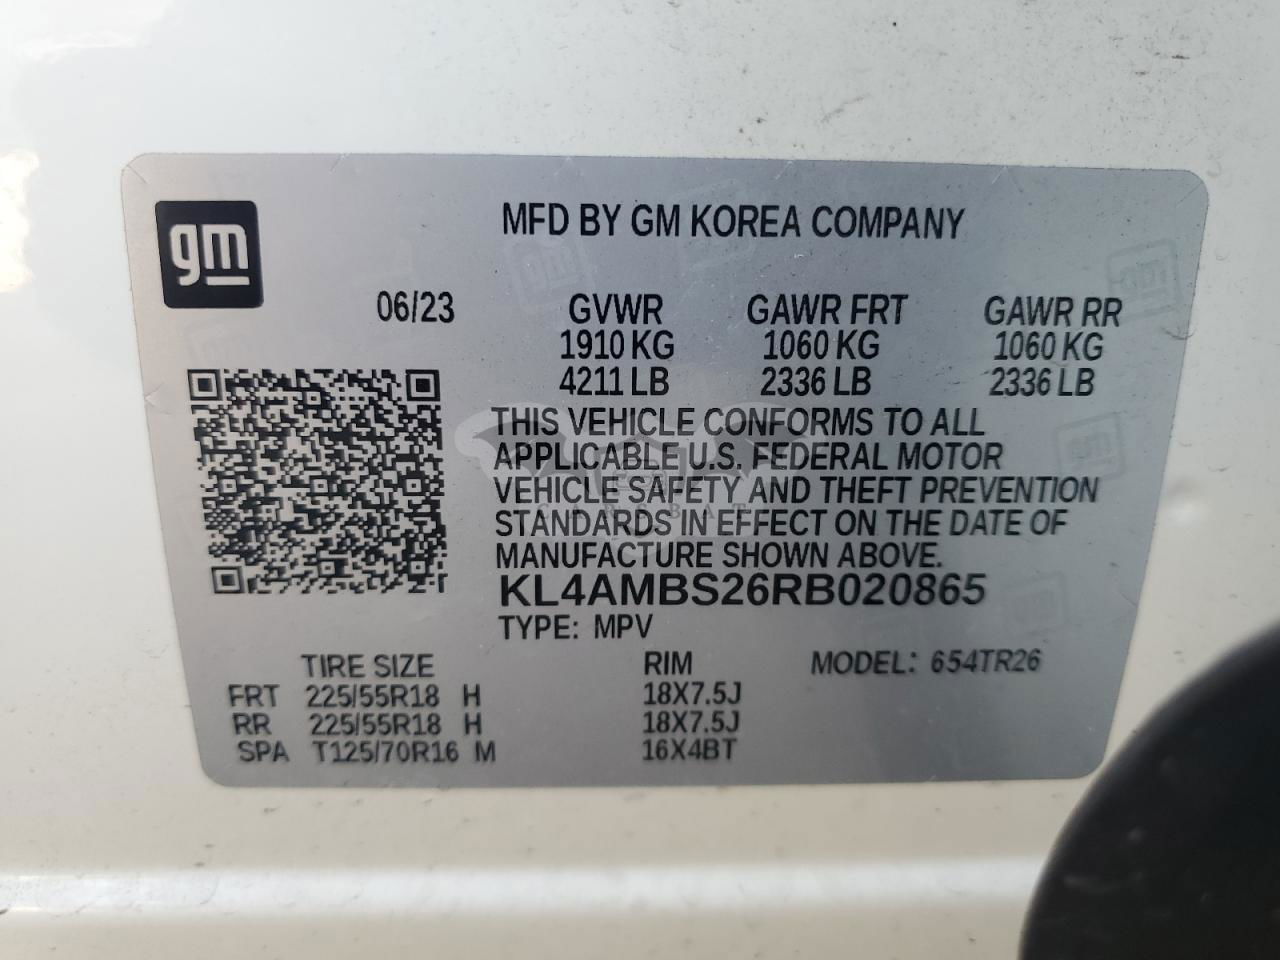 gm
MFD BY GM KOREA COMPANY
06/23 GVWR GAWR FRT GAWR RR
1910 KG 1060 KG 1060 KG
4211 LB 2336 LB 2336 LB
THIS VEHICLE CONFORMS TO ALL
APPLICABLE U.S. FEDERAL MOTOR
VEHICLE SAFETY AND THEFT PREVENTION
STANDARDS IN EFFECT ON THE DATE OF
MANUFACTURE SHOWN ABOVE.
KL4AMBS26RB020865
TYPE: MPV
TIRE SIZE RIM MODEL: 654TR26
FRT 225/55R18 H 18X7.5J
RR 225/55R18 H 18X7.5J
SPA T125/70R16 M 16X4BT